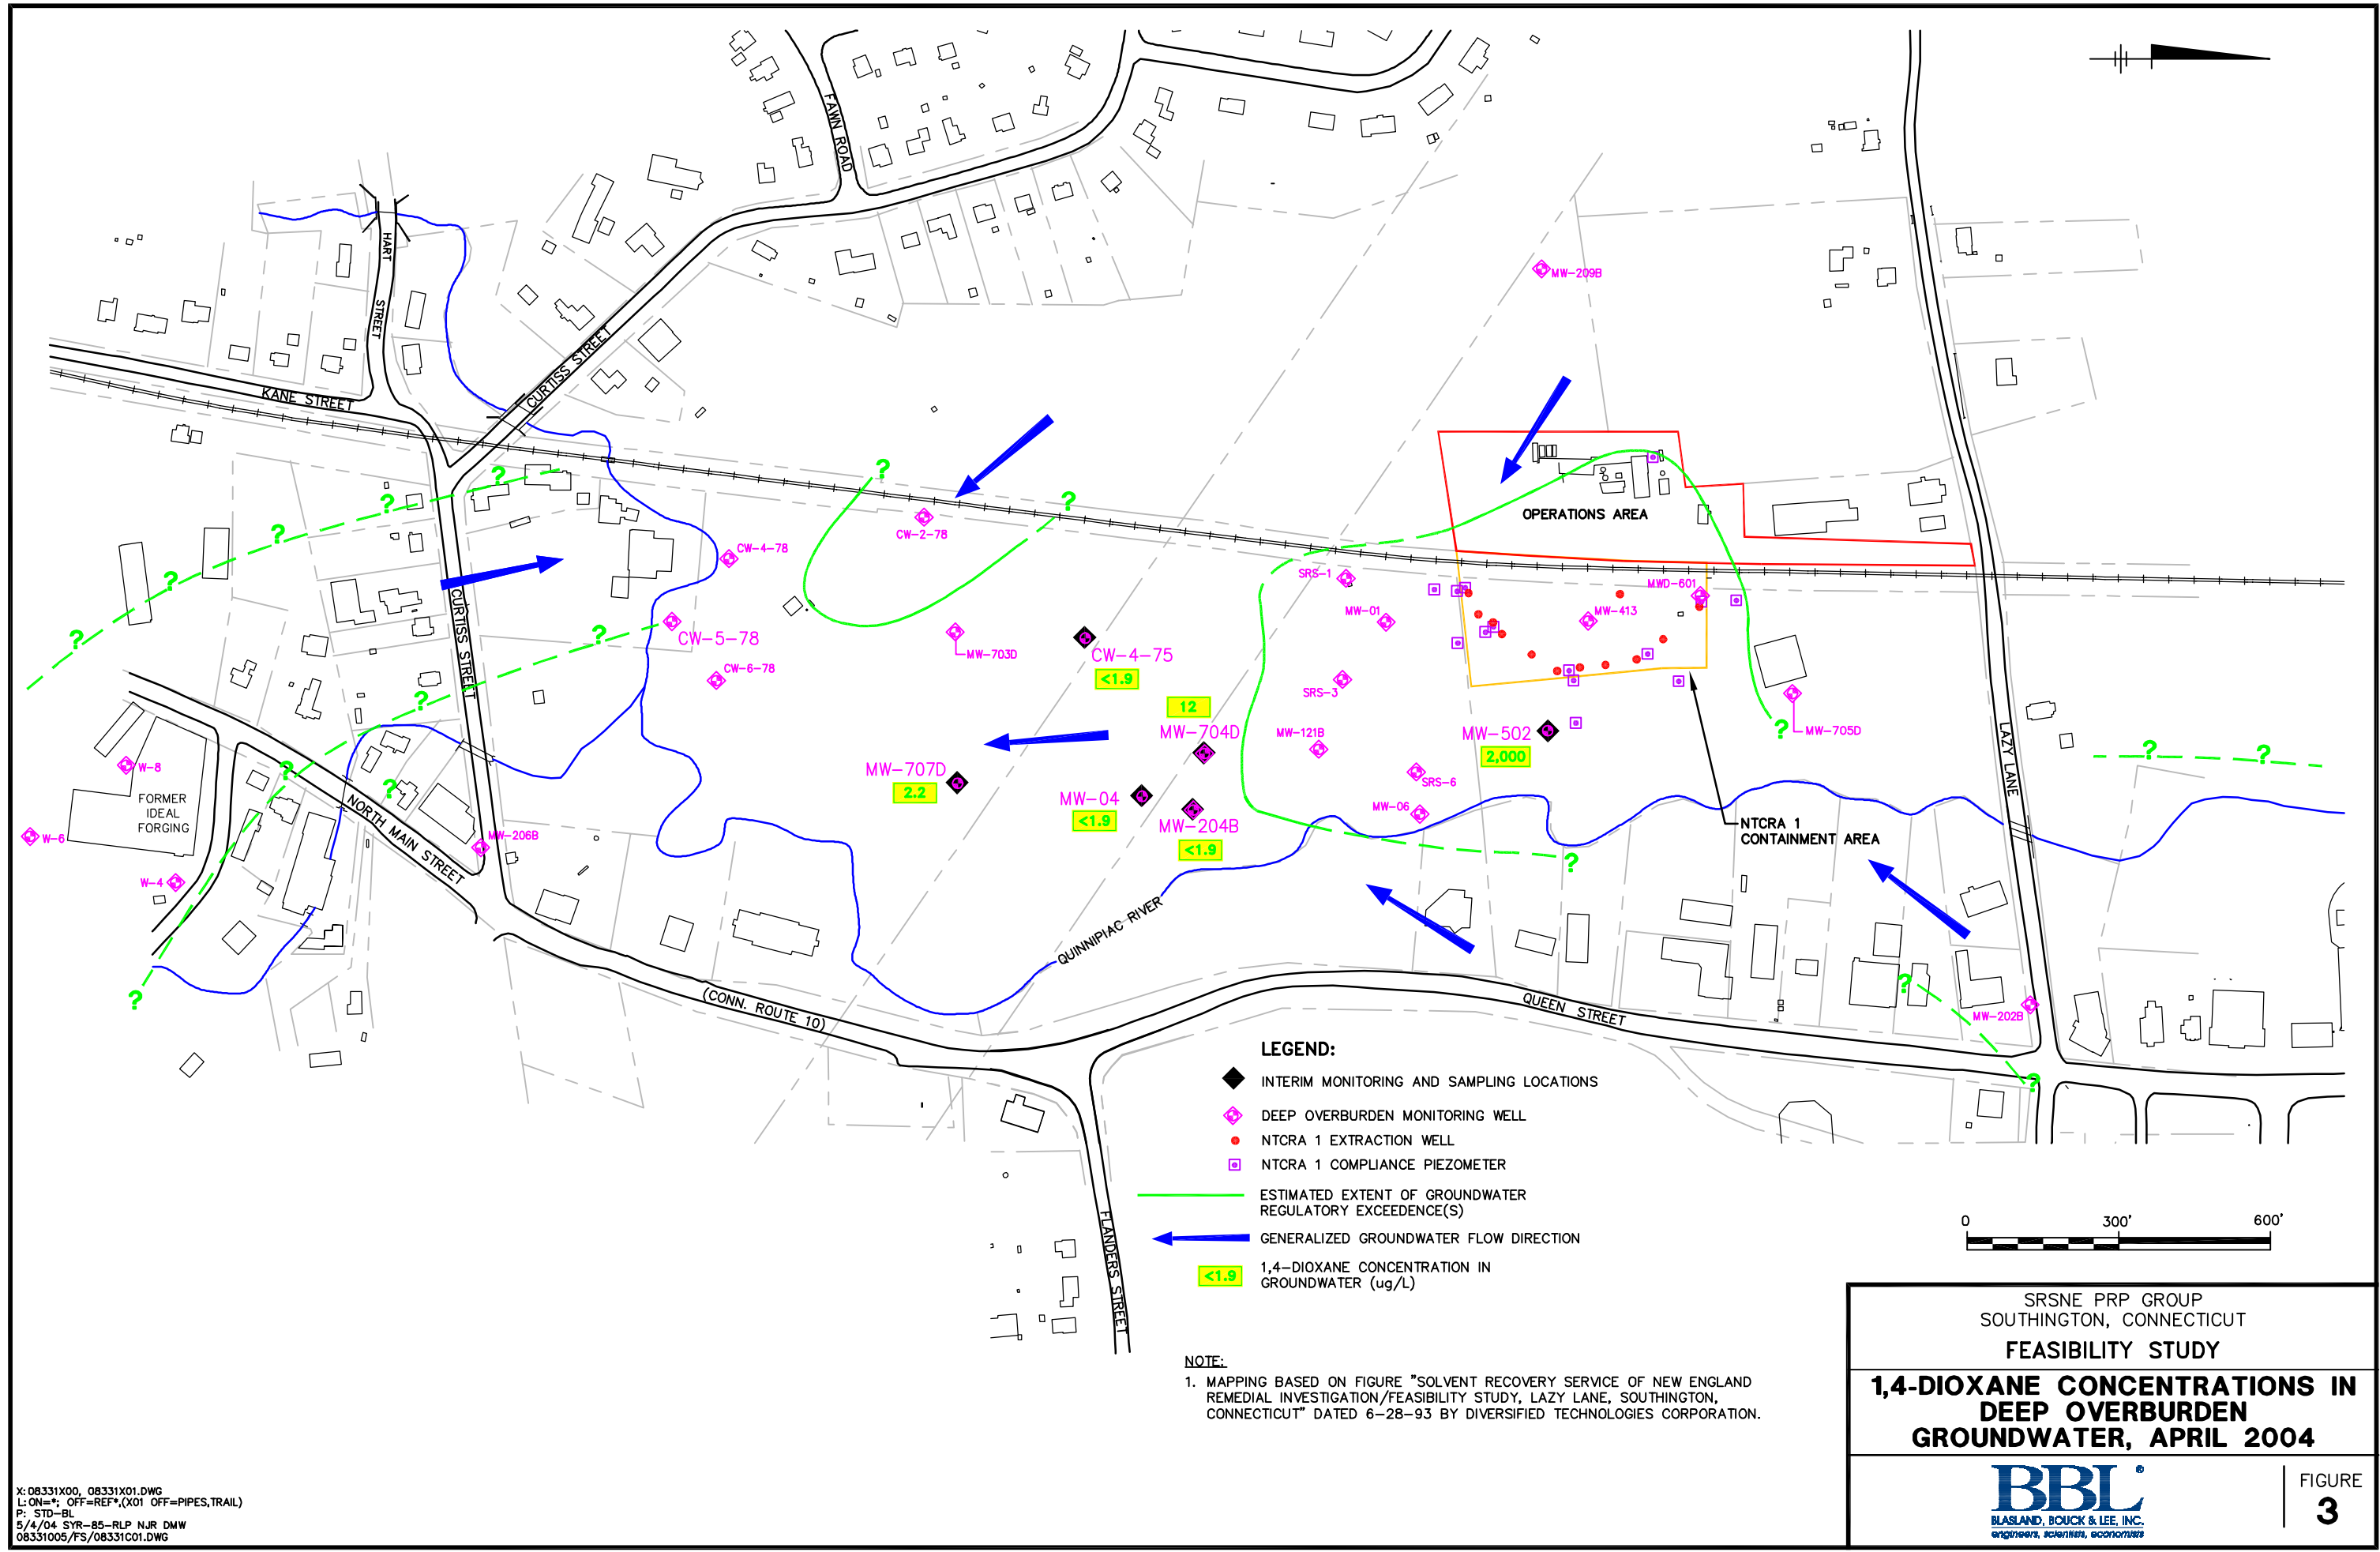 FAWN ROAD
HART STREET
KANE STREET
CURTISS STREET
CURTISS STREET
LAZY LANE
MW-209B
OPERATIONS AREA
?
?
?
?
?
?
?
CW-2-78
CW-4-78
SRS-1
MWD-601
MW-01
MW-413
CW-5-78
?
?
CW-6-78
MW-703D
CW-4-75
<1.9
SRS-3
12
MW-704D
MW-121B
MW-502
2,000
?
MW-705D
?
?
MW-707D
2.2
MW-04
<1.9
MW-204B
<1.9
SRS-6
MW-06
W-8
?
?
FORMER
IDEAL
FORGING
W-6
W-4
NORTH MAIN STREET
MW-206B
NTCRA 1
CONTAINMENT AREA
?
QUINNIPIAC RIVER
?
?
MW-202B
?
(CONN. ROUTE 10)
QUEEN STREET
FLANDERS STREET
LEGEND:
INTERIM MONITORING AND SAMPLING LOCATIONS
DEEP OVERBURDEN MONITORING WELL
NTCRA 1 EXTRACTION WELL
NTCRA 1 COMPLIANCE PIEZOMETER
ESTIMATED EXTENT OF GROUNDWATER
REGULATORY EXCEEDENCE(S)
GENERALIZED GROUNDWATER FLOW DIRECTION
<1.9
1,4-DIOXANE CONCENTRATION IN
GROUNDWATER (ug/L)
0 300' 600'
NOTE:
1. MAPPING BASED ON FIGURE "SOLVENT RECOVERY SERVICE OF NEW ENGLAND
REMEDIAL INVESTIGATION/FEASIBILITY STUDY, LAZY LANE, SOUTHINGTON,
CONNECTICUT" DATED 6-28-93 BY DIVERSIFIED TECHNOLOGIES CORPORATION.
SRSNE PRP GROUP
SOUTHINGTON, CONNECTICUT
FEASIBILITY STUDY
1,4-DIOXANE CONCENTRATIONS IN
DEEP OVERBURDEN
GROUNDWATER, APRIL 2004
BBL®
BLASLAND, BOUCK & LEE, INC.
engineers, scientists, economists
FIGURE
3
X: 08331X00, 08331X01.DWG
L: ON=*; OFF=REF*,(X01 OFF=PIPES,TRAIL)
P: STD-BL
5/4/04 SYR-85-RLP NJR DMW
08331005/FS/08331C01.DWG